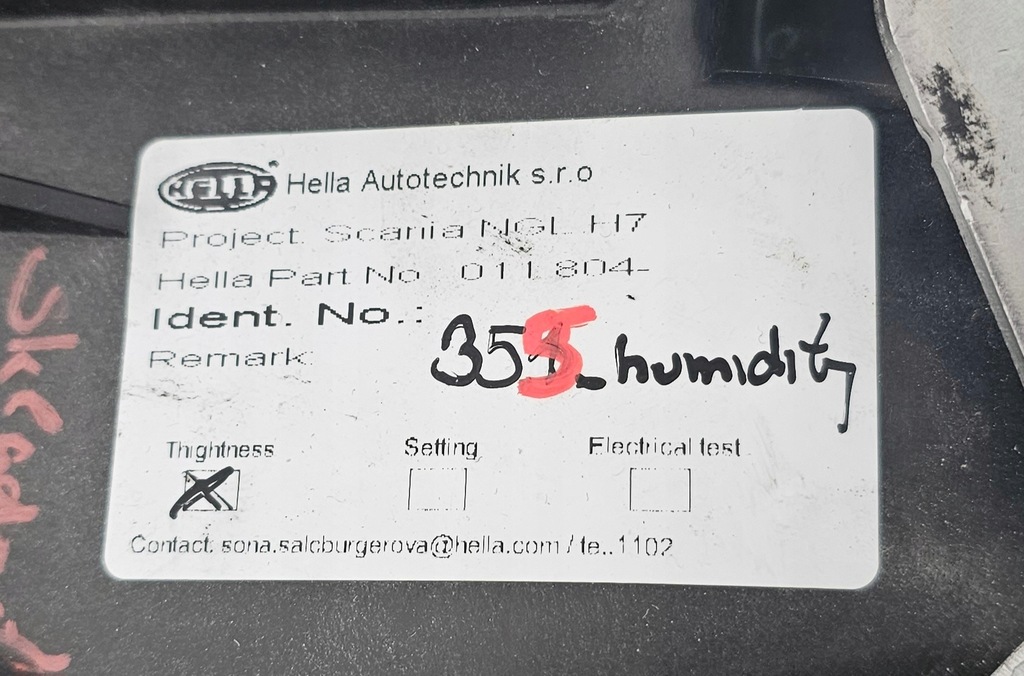 HELLA Hella Autotechnik s.r.o
Project: Scania NGL H7
Hella Part No 011.804-
Ident. No.:
Remark: 355 humidity
Thightness Setting Electrical test
Contact: sona.salcburgerova@hella.com / te..1102